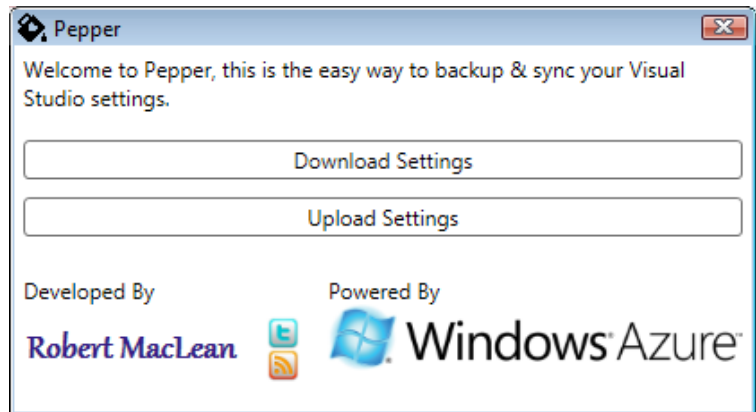 Pepper
Welcome to Pepper, this is the easy way to backup & sync your Visual
Studio settings.
Download Settings
Upload Settings
Developed By
Powered By
Robert MacLean
Windows Azure